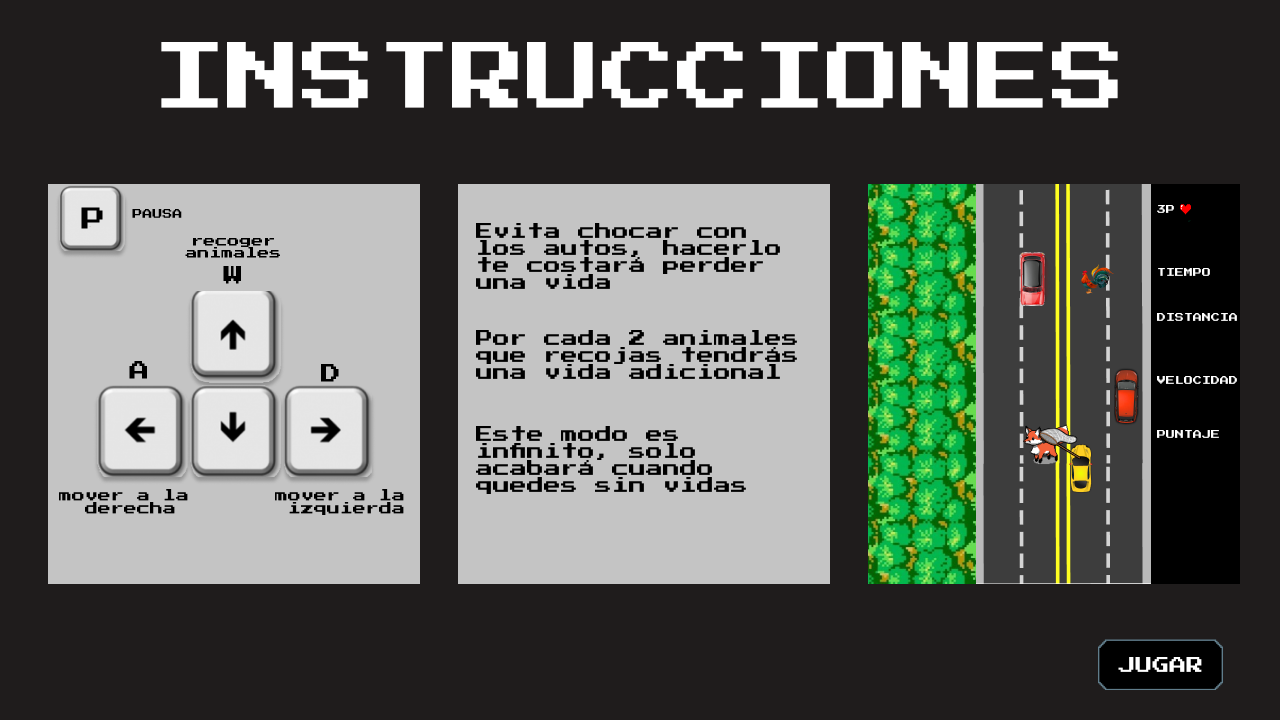 INSTRUCCIONES
P PAUSA
recoger
animales
W
A D
mover a la
derecha
mover a la
izquierda
Evita chocar con
los autos, hacerlo
te costará perder
una vida
Por cada 2 animales
que recojas tendrás
una vida adicional
Este modo es
infinito, solo
acabará cuando
quedes sin vidas
3P
TIEMPO
DISTANCIA
VELOCIDAD
PUNTAJE
JUGAR